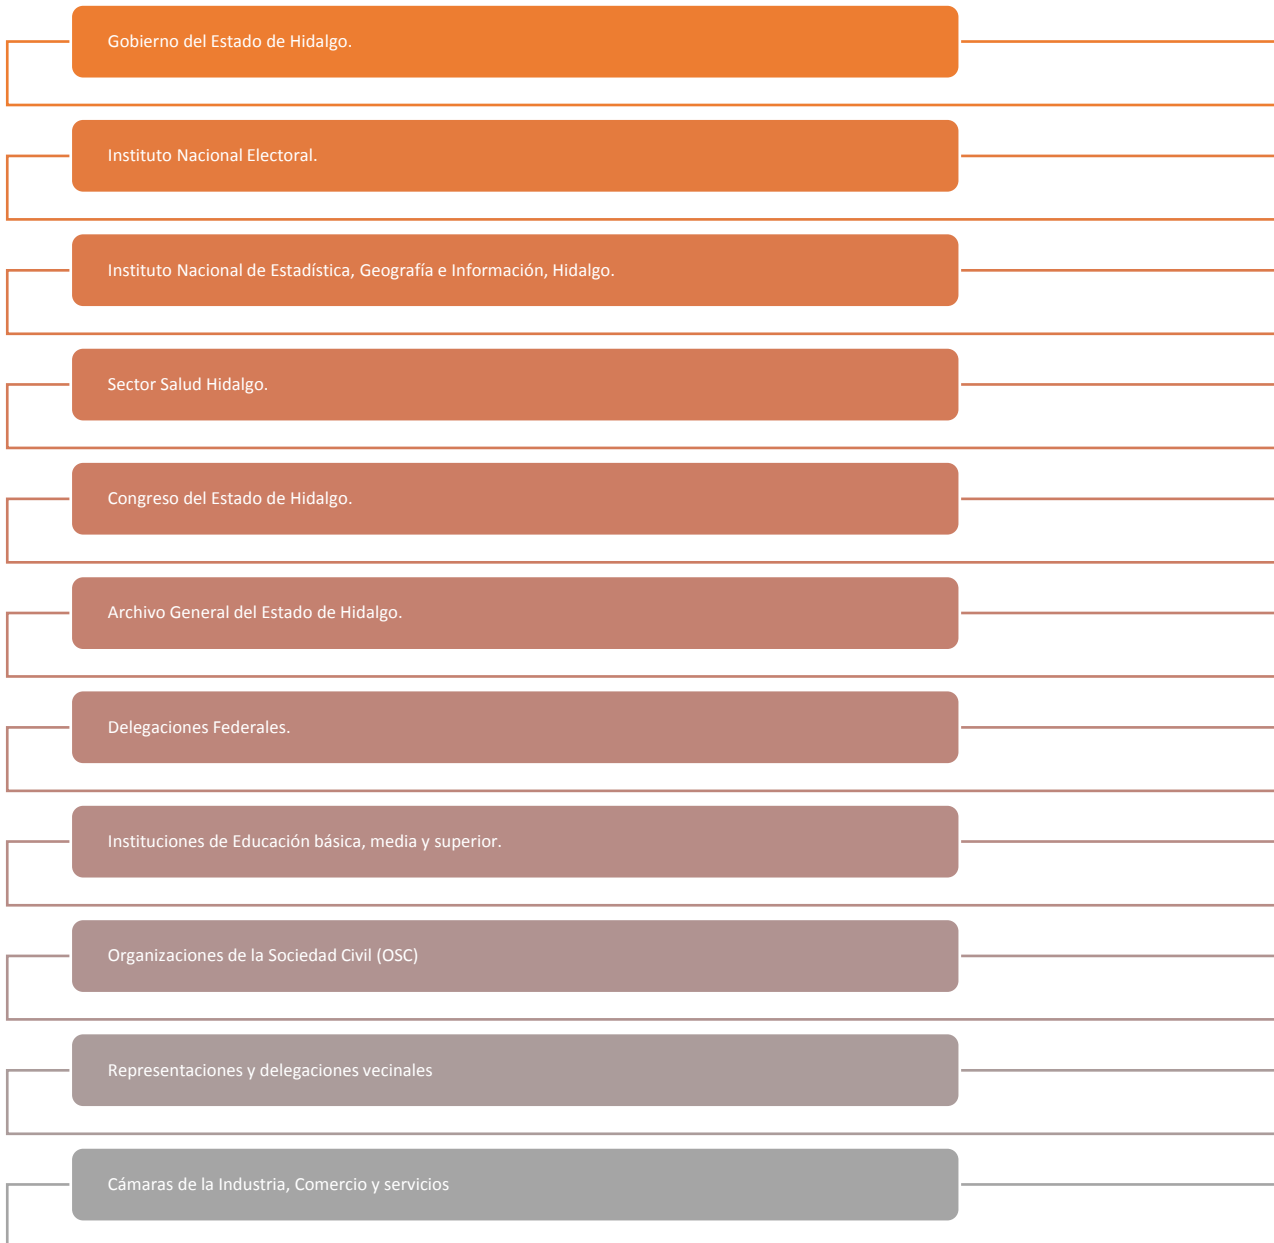 Gobierno del Estado de Hidalgo.
Instituto Nacional Electoral.
Instituto Nacional de Estadística, Geografía e Información, Hidalgo.
Sector Salud Hidalgo.
Congreso del Estado de Hidalgo.
Archivo General del Estado de Hidalgo.
Delegaciones Federales.
Instituciones de Educación básica, media y superior.
Organizaciones de la Sociedad Civil (OSC)
Representaciones y delegaciones vecinales
Cámaras de la Industria, Comercio y servicios